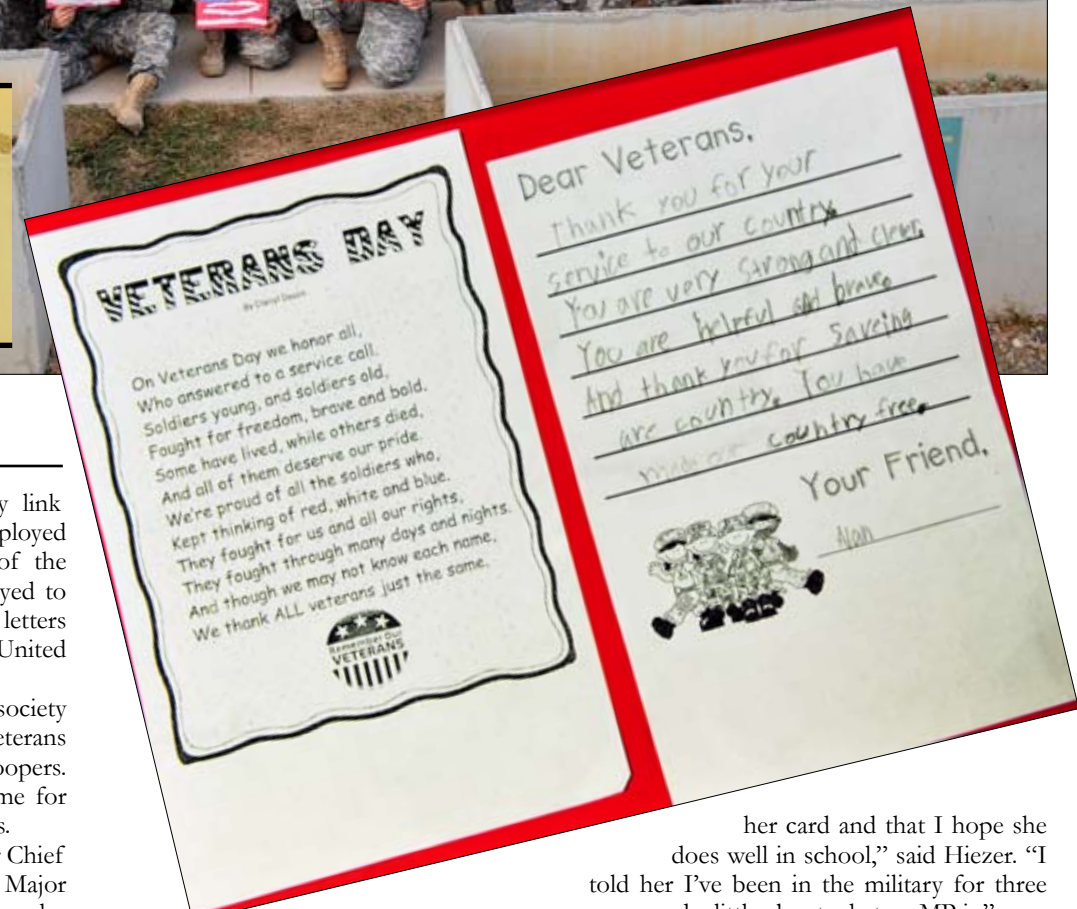 VETERANS DAY
By Darryl
On Veterans Day we honor all,
Who answered to a service call.
Soldiers young, and soldiers old,
Fought for freedom, brave and bold.
Some have lived, while others died,
And all of them deserve our pride.
We're proud of all the soldiers who,
Kept thinking of red, white and blue.
They fought for us and all our rights,
They fought through many days and nights.
And though we may not know each name,
We thank ALL veterans just the same.
Remember Our
VETERANS
Dear Veterans,
Thank you for your
service to our country.
You are very strong and clever.
You are helpful and brave.
And thank you for saveing
are country. You have
made our country free.
Your Friend,
Alan
y link
ployed
of the
yed to
letters
United
society
eterans
oopers.
me for
s.
Chief
Major
her card and that I hope she
does well in school," said Hiezer. "I
told her I've been in the military for three